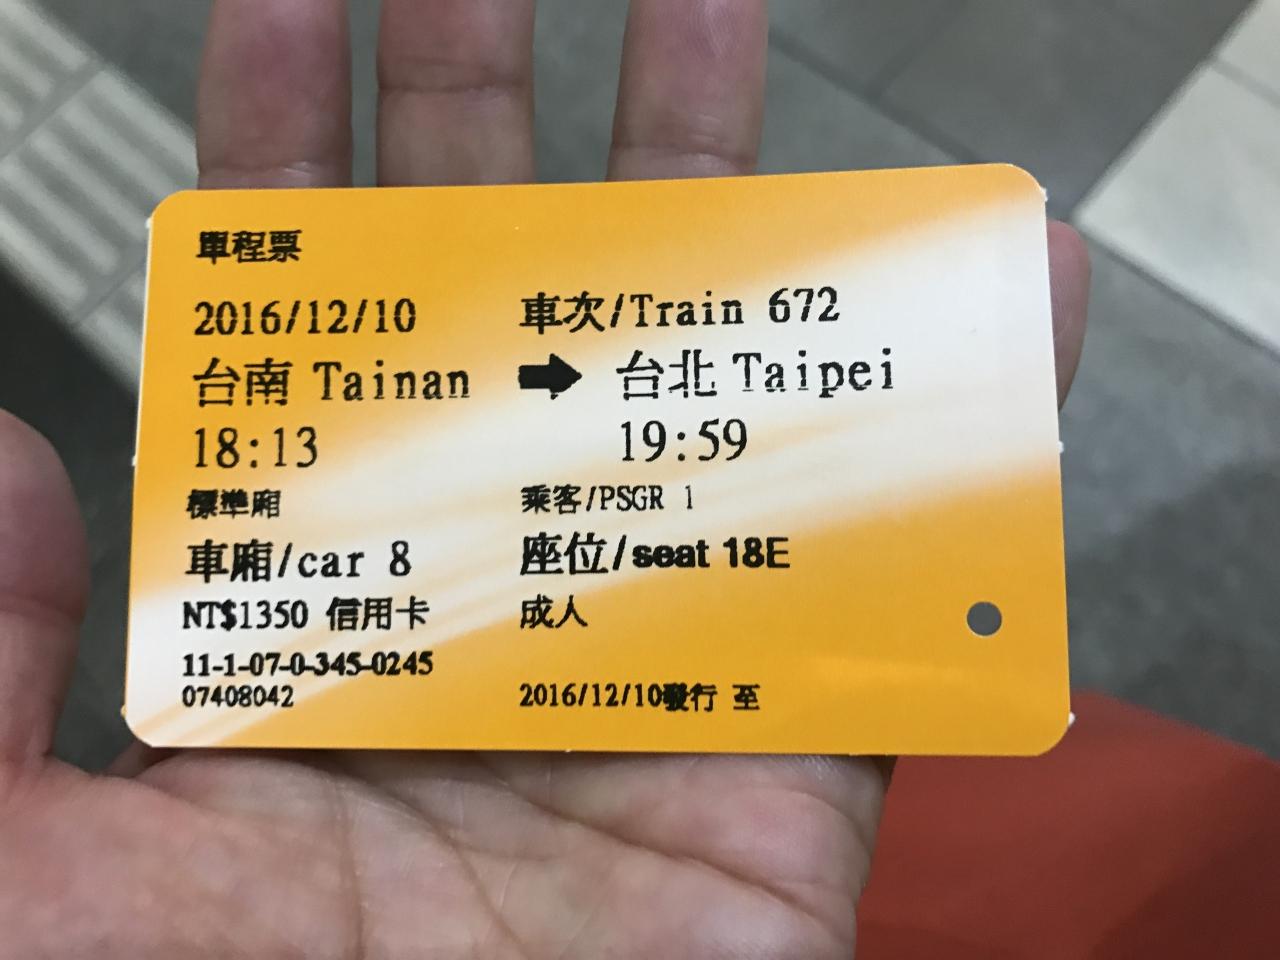 單程票
2016/12/10 車次/Train 672
台南 Tainan ➡ 台北 Taipei
18:13 19:59
標準廂 乘客/PSGR 1
車廂/car 8 座位/seat 18E
NT$1350 信用卡 成人
11-1-07-0-345-0245
07408042 2016/12/10發行 至